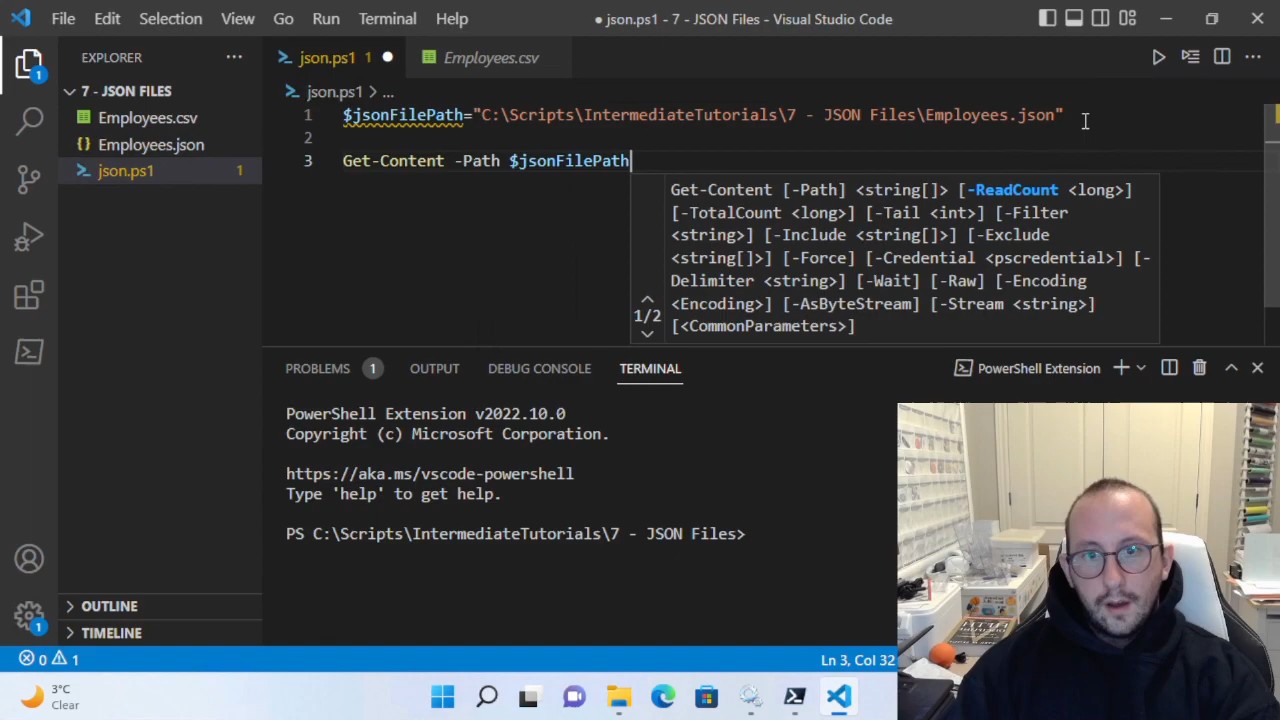 File Edit Selection View Go Run Terminal Help
● json.ps1 - 7 - JSON Files - Visual Studio Code
1
EXPLORER
json.ps1 1
Employees.csv
7 - JSON FILES
Employees.csv
Employees.json
json.ps1 1
json.ps1 > ...
1 $jsonFilePath="C:\Scripts\IntermediateTutorials\7 - JSON Files\Employees.json"
2
3 Get-Content -Path $jsonFilePath
Get-Content [-Path] <string[]> [-ReadCount <long>]
[-TotalCount <long>] [-Tail <int>] [-Filter
<string>] [-Include <string[]>] [-Exclude
<string[]>] [-Force] [-Credential <pscredential>] [-
Delimiter <string>] [-Wait] [-Raw] [-Encoding
<Encoding>] [-AsByteStream] [-Stream <string>]
[<CommonParameters>]
1/2
PROBLEMS 1 OUTPUT DEBUG CONSOLE TERMINAL
PowerShell Extension
PowerShell Extension v2022.10.0
Copyright (c) Microsoft Corporation.
https://aka.ms/vscode-powershell
Type 'help' to get help.
PS C:\Scripts\IntermediateTutorials\7 - JSON Files>
OUTLINE
TIMELINE
1
0 1
Ln 3, Col 32
3°C
Clear